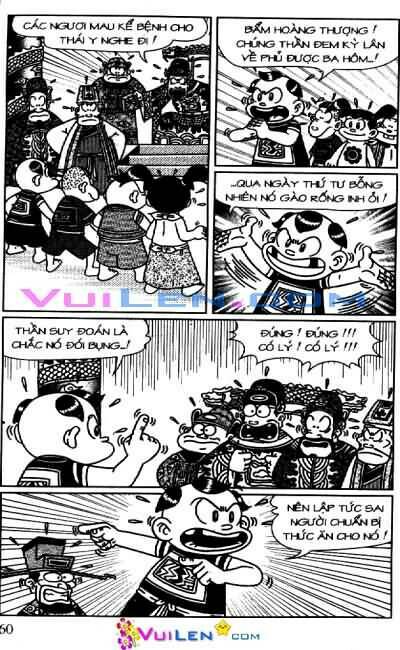 CÁC NGƯƠI MAU KỂ BỆNH CHO
THÁI Y NGHE ĐI !
BẨM HOÀNG THƯỢNG !
CHÚNG THẦN ĐEM KỲ LÂN
VỀ PHỦ ĐƯỢC BA HÔM...!
...QUA NGÀY THỨ TƯ BỖNG
NHIÊN NÓ GÀO RỐNG INH ỎI !
VUILEN.COM
THẦN SUY ĐOÁN LÀ
CHẮC NÓ ĐÓI BỤNG...!
ĐÚNG ! ĐÚNG !!!
CÓ LÝ ! CÓ LÝ !!!
NÊN LẬP TỨC SAI
NGƯỜI CHUẨN BỊ
THỨC ĂN CHO NÓ !
60
VUILEN.COM